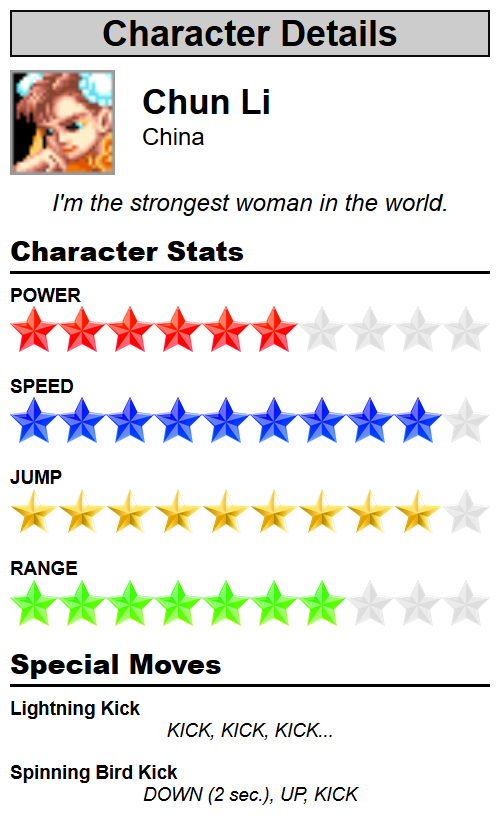 Character Details
Chun Li
China
I'm the strongest woman in the world.
Character Stats
POWER
SPEED
JUMP
RANGE
Special Moves
Lightning Kick
KICK, KICK, KICK...
Spinning Bird Kick
DOWN (2 sec.), UP, KICK